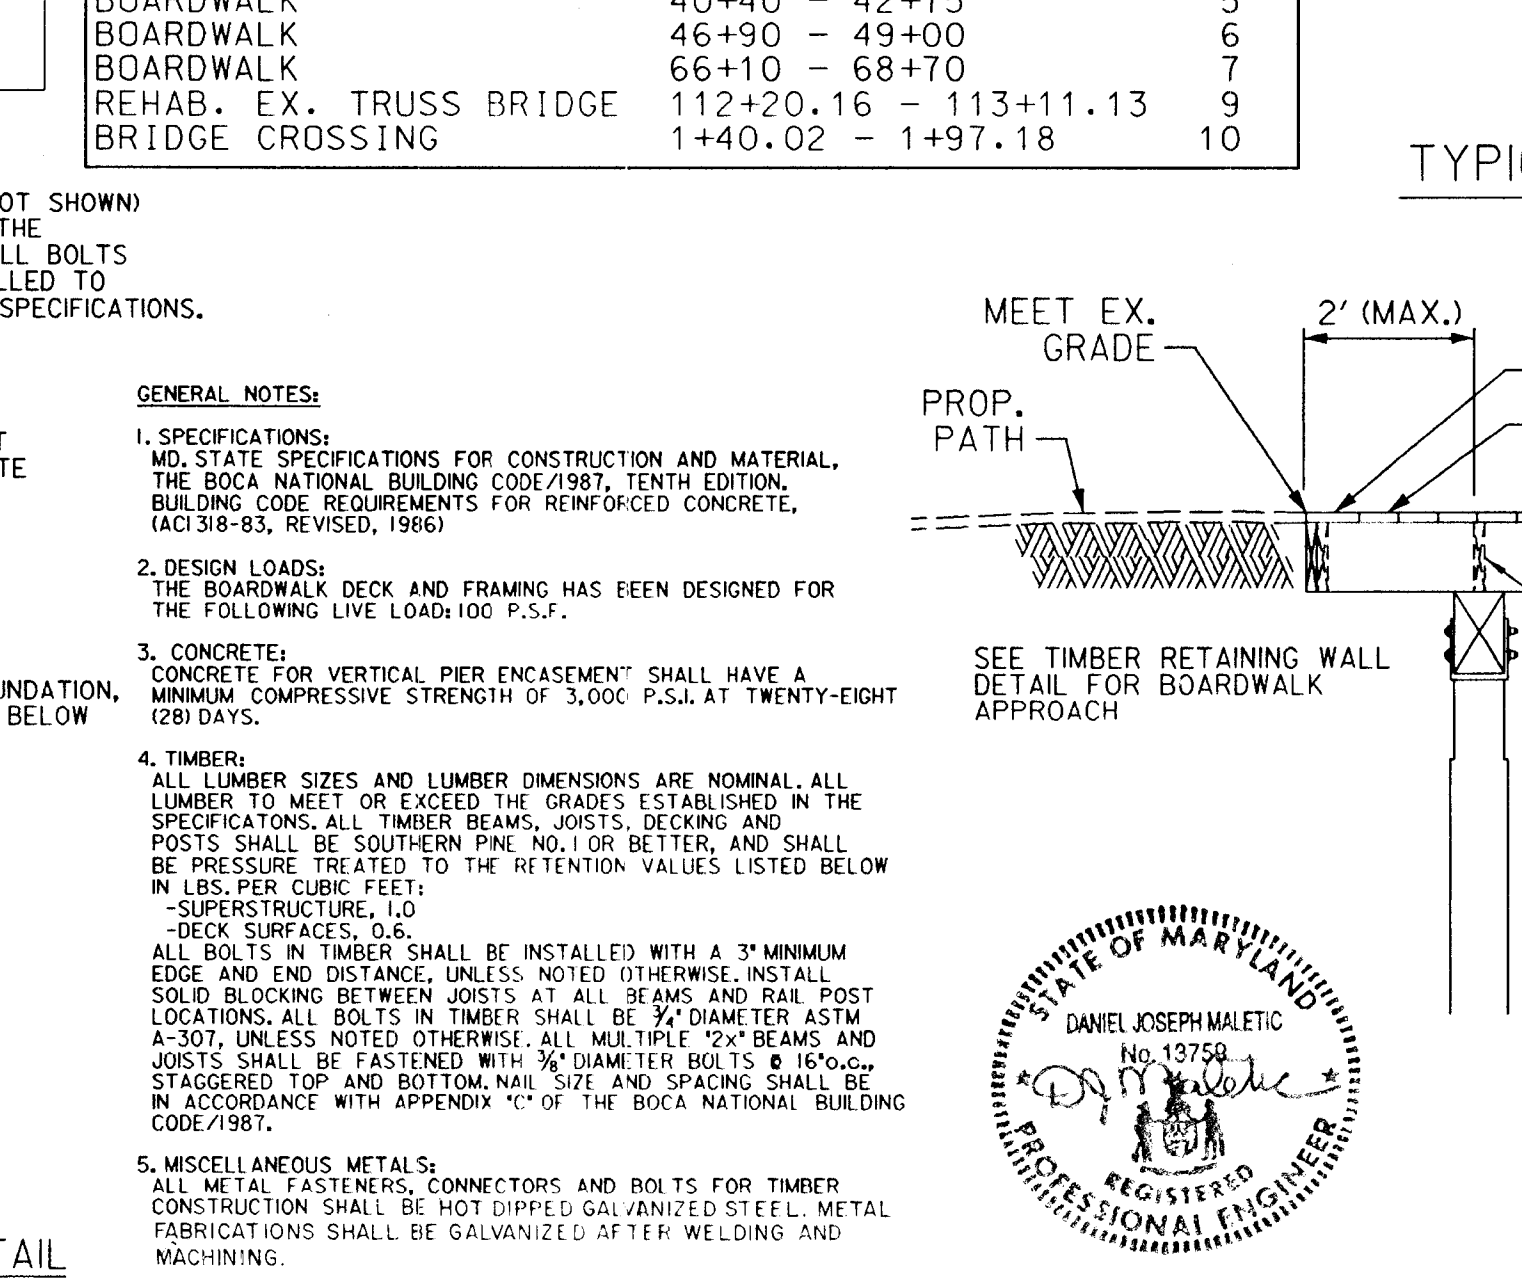 BOARDWALK 40+40 - 42+75 5
BOARDWALK 46+90 - 49+00 6
BOARDWALK 66+10 - 68+70 7
REHAB. EX. TRUSS BRIDGE 112+20.16 - 113+11.13 9
BRIDGE CROSSING 1+40.02 - 1+97.18 10
TYPI
OT SHOWN)
THE
LL BOLTS
LLED TO
SPECIFICATIONS.
MEET EX.
GRADE
2' (MAX.)
PROP.
PATH
T
TE
UNDATION,
BELOW
GENERAL NOTES:
1. SPECIFICATIONS:
MD. STATE SPECIFICATIONS FOR CONSTRUCTION AND MATERIAL,
THE BOCA NATIONAL BUILDING CODE/1987, TENTH EDITION.
BUILDING CODE REQUIREMENTS FOR REINFORCED CONCRETE,
(ACI 318-83, REVISED, 1986)
2. DESIGN LOADS:
THE BOARDWALK DECK AND FRAMING HAS BEEN DESIGNED FOR
THE FOLLOWING LIVE LOAD: 100 P.S.F.
3. CONCRETE:
CONCRETE FOR VERTICAL PIER ENCASEMENT SHALL HAVE A
MINIMUM COMPRESSIVE STRENGTH OF 3,000 P.S.I. AT TWENTY-EIGHT
(28) DAYS.
4. TIMBER:
ALL LUMBER SIZES AND LUMBER DIMENSIONS ARE NOMINAL. ALL
LUMBER TO MEET OR EXCEED THE GRADES ESTABLISHED IN THE
SPECIFICATONS. ALL TIMBER BEAMS, JOISTS, DECKING AND
POSTS SHALL BE SOUTHERN PINE NO. 1 OR BETTER, AND SHALL
BE PRESSURE TREATED TO THE RETENTION VALUES LISTED BELOW
IN LBS. PER CUBIC FEET:
-SUPERSTRUCTURE, 1.0
-DECK SURFACES, 0.6.
ALL BOLTS IN TIMBER SHALL BE INSTALLED WITH A 3" MINIMUM
EDGE AND END DISTANCE, UNLESS NOTED OTHERWISE. INSTALL
SOLID BLOCKING BETWEEN JOISTS AT ALL BEAMS AND RAIL POST
LOCATIONS. ALL BOLTS IN TIMBER SHALL BE 3/4" DIAMETER ASTM
A-307, UNLESS NOTED OTHERWISE. ALL MULTIPLE "2x" BEAMS AND
JOISTS SHALL BE FASTENED WITH 3/8" DIAMETER BOLTS @ 16"o.c.,
STAGGERED TOP AND BOTTOM. NAIL SIZE AND SPACING SHALL BE
IN ACCORDANCE WITH APPENDIX "C" OF THE BOCA NATIONAL BUILDING
CODE/1987.
5. MISCELLANEOUS METALS:
ALL METAL FASTENERS, CONNECTORS AND BOLTS FOR TIMBER
CONSTRUCTION SHALL BE HOT DIPPED GALVANIZED STEEL. METAL
FABRICATIONS SHALL BE GALVANIZED AFTER WELDING AND
MACHINING.
SEE TIMBER RETAINING WALL
DETAIL FOR BOARDWALK
APPROACH
STATE OF MARYLAND
DANIEL JOSEPH MALETIC
No. 13759
DJ Maletic
REGISTERED
PROFESSIONAL ENGINEER
TAIL